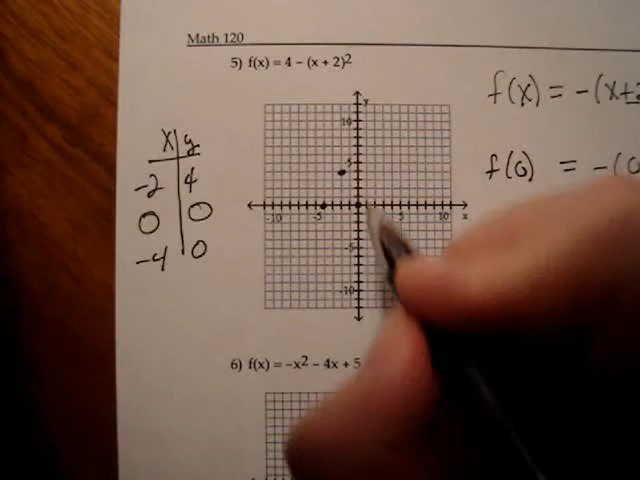 Math 120
5) f(x) = 4 – (x + 2)²
f(x) = -(x+2
f(0) = -(0
x y
-2 4
0 0
-4 0
y
10
5
-10 -5 5 10 x
-5
-10
6) f(x) = –x² – 4x + 5